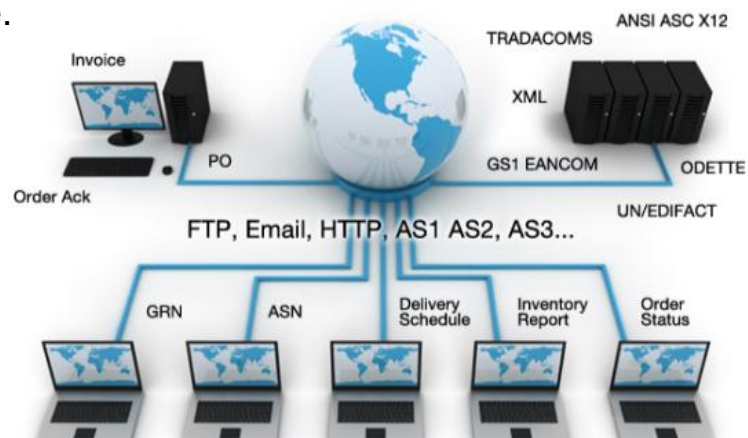 ANSI ASC X12
TRADACOMS
Invoice
XML
PO
GS1 EANCOM
ODETTE
Order Ack
UN/EDIFACT
FTP, Email, HTTP, AS1 AS2, AS3...
GRN
ASN
Delivery
Schedule
Inventory
Report
Order
Status